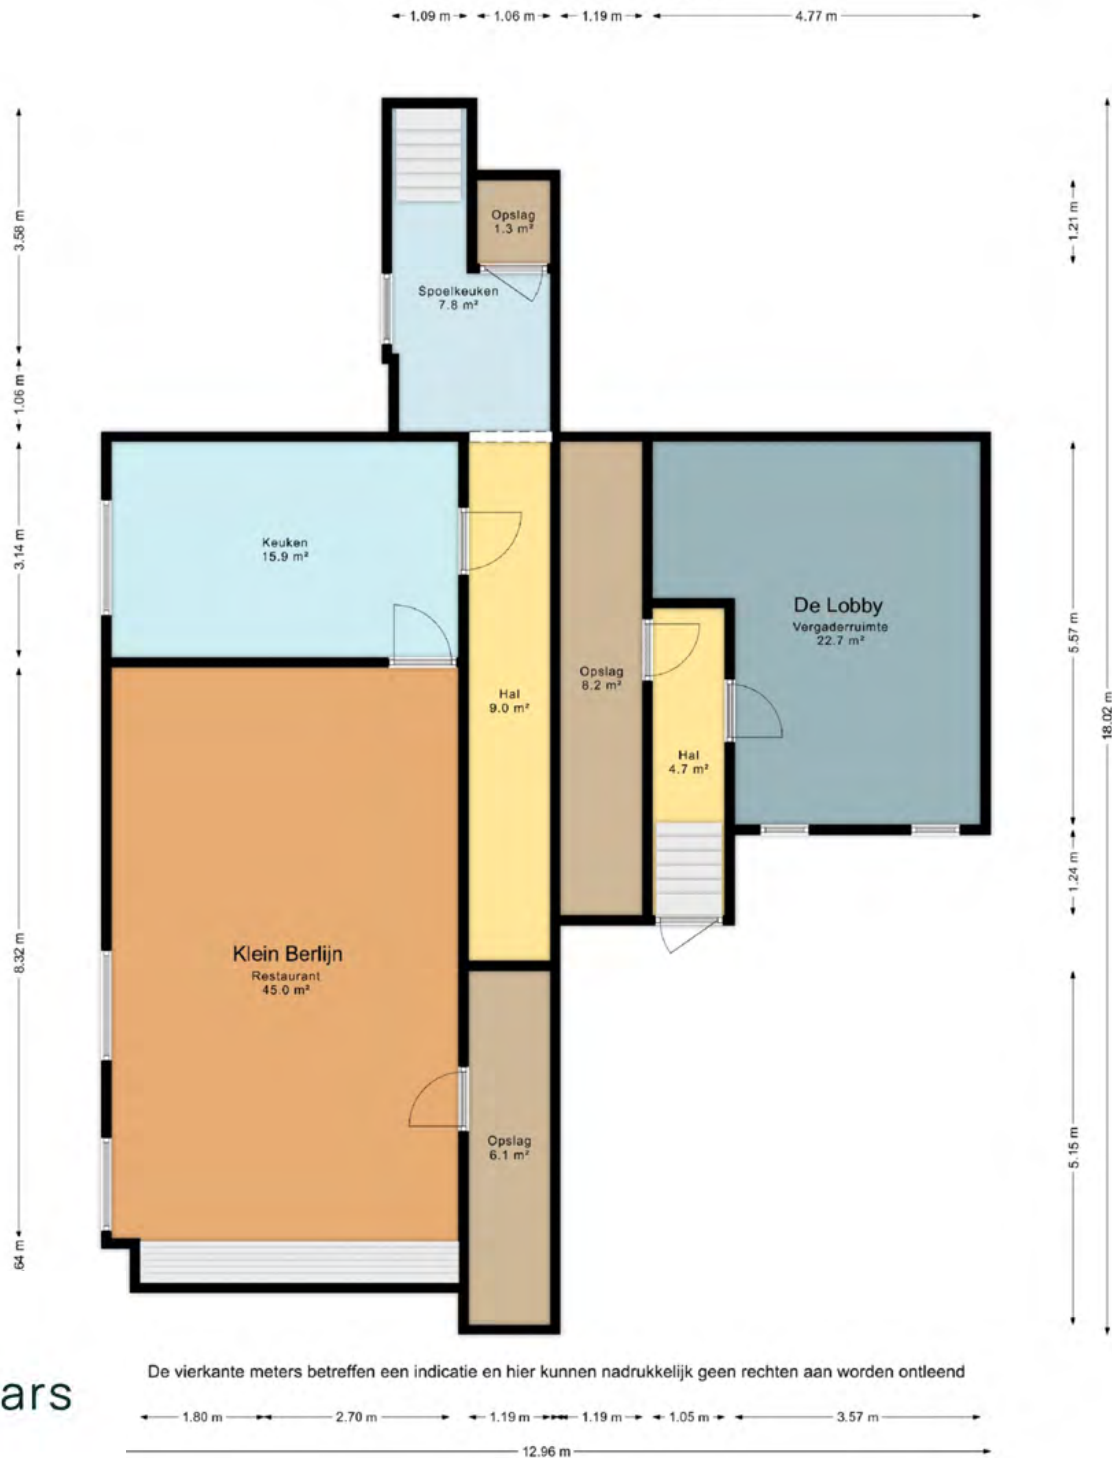 1.09 m 1.06 m 1.19 m 4.77 m
3.58 m
1.21 m
Opslag
1.3 m²
Spoelkeuken
7.8 m²
1.06 m
3.14 m
Keuken
15.9 m²
De Lobby
Vergaderruimte
22.7 m²
5.57 m
Opslag
8.2 m²
Hal
9.0 m²
18.02 m
Hal
4.7 m²
1.24 m
8.32 m
Klein Berlijn
Restaurant
45.0 m²
Opslag
6.1 m²
5.15 m
.64 m
De vierkante meters betreffen een indicatie en hier kunnen nadrukkelijk geen rechten aan worden ontleend
ars
1.80 m 2.70 m 1.19 m 1.19 m 1.05 m 3.57 m
12.96 m